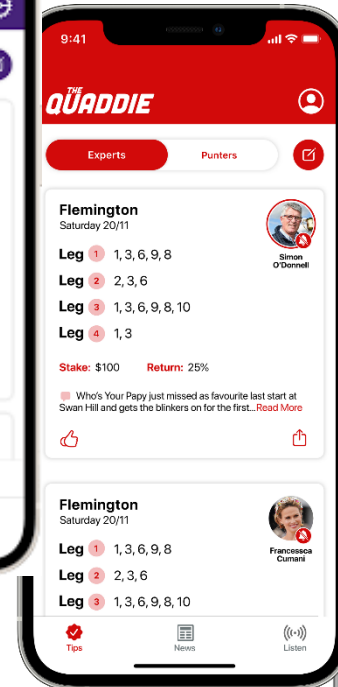 9:41
THE
QUADDIE
Experts
Punters
Flemington
Saturday 20/11
Simon
O'Donnell
Leg 1 1, 3, 6, 9, 8
Leg 2 2, 3, 6
Leg 3 1, 3, 6, 9, 8, 10
Leg 4 1, 3
Stake: $100 Return: 25%
Who's Your Papy just missed as favourite last start at
Swan Hill and gets the blinkers on for the first...Read More
Flemington
Saturday 20/11
Francessca
Cumani
Leg 1 1, 3, 6, 9, 8
Leg 2 2, 3, 6
Leg 3 1, 3, 6, 9, 8, 10
Tips
News
Listen